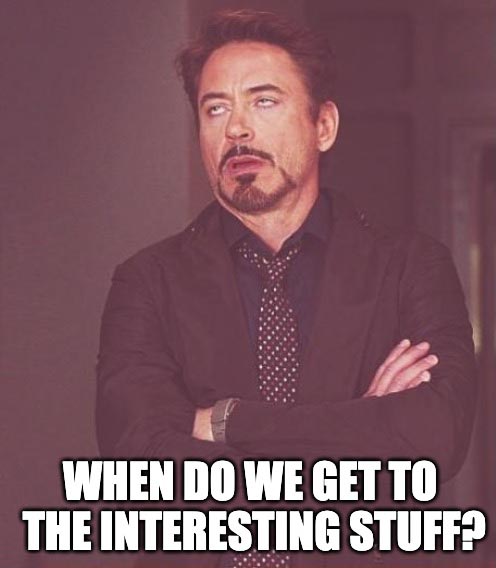 WHEN DO WE GET TO
THE INTERESTING STUFF?